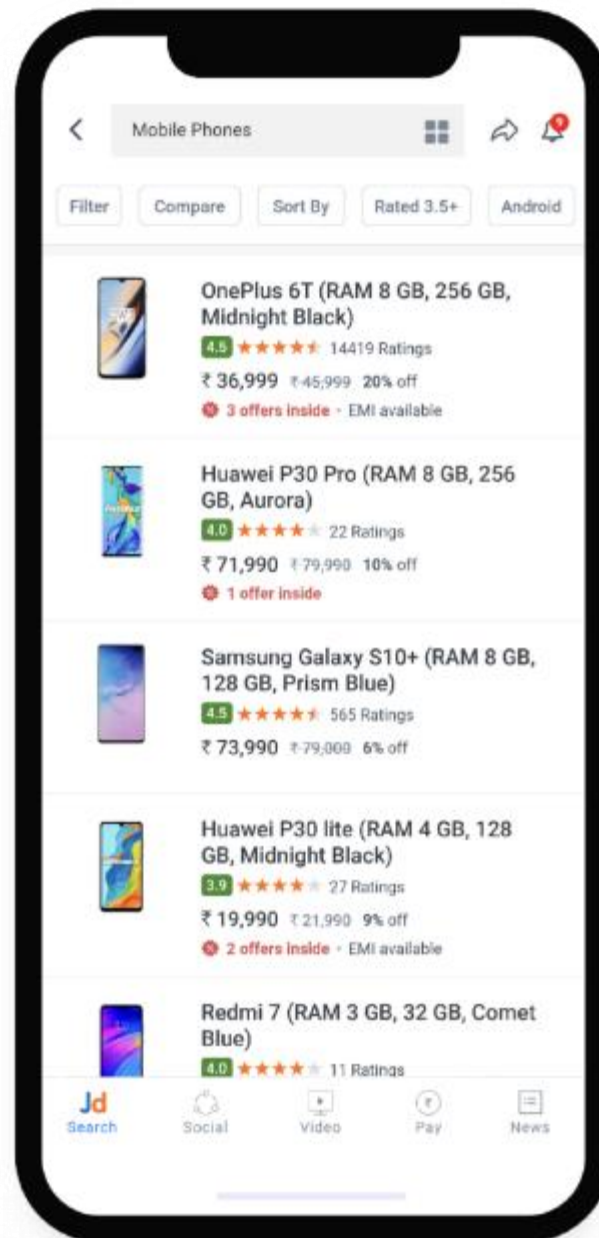 Mobile Phones
9
Filter
Compare
Sort By
Rated 3.5+
Android
OnePlus 6T (RAM 8 GB, 256 GB,
Midnight Black)
4.5 14419 Ratings
₹ 36,999 ₹ 45,999 20% off
3 offers inside • EMI available
Huawei P30 Pro (RAM 8 GB, 256
GB, Aurora)
4.0 22 Ratings
₹ 71,990 ₹ 79,990 10% off
1 offer inside
Samsung Galaxy S10+ (RAM 8 GB,
128 GB, Prism Blue)
4.5 565 Ratings
₹ 73,990 ₹ 79,000 6% off
Huawei P30 lite (RAM 4 GB, 128
GB, Midnight Black)
3.9 27 Ratings
₹ 19,990 ₹ 21,990 9% off
2 offers inside • EMI available
Redmi 7 (RAM 3 GB, 32 GB, Comet
Blue)
4.0 11 Ratings
Jd
Search
Social
Video
Pay
News